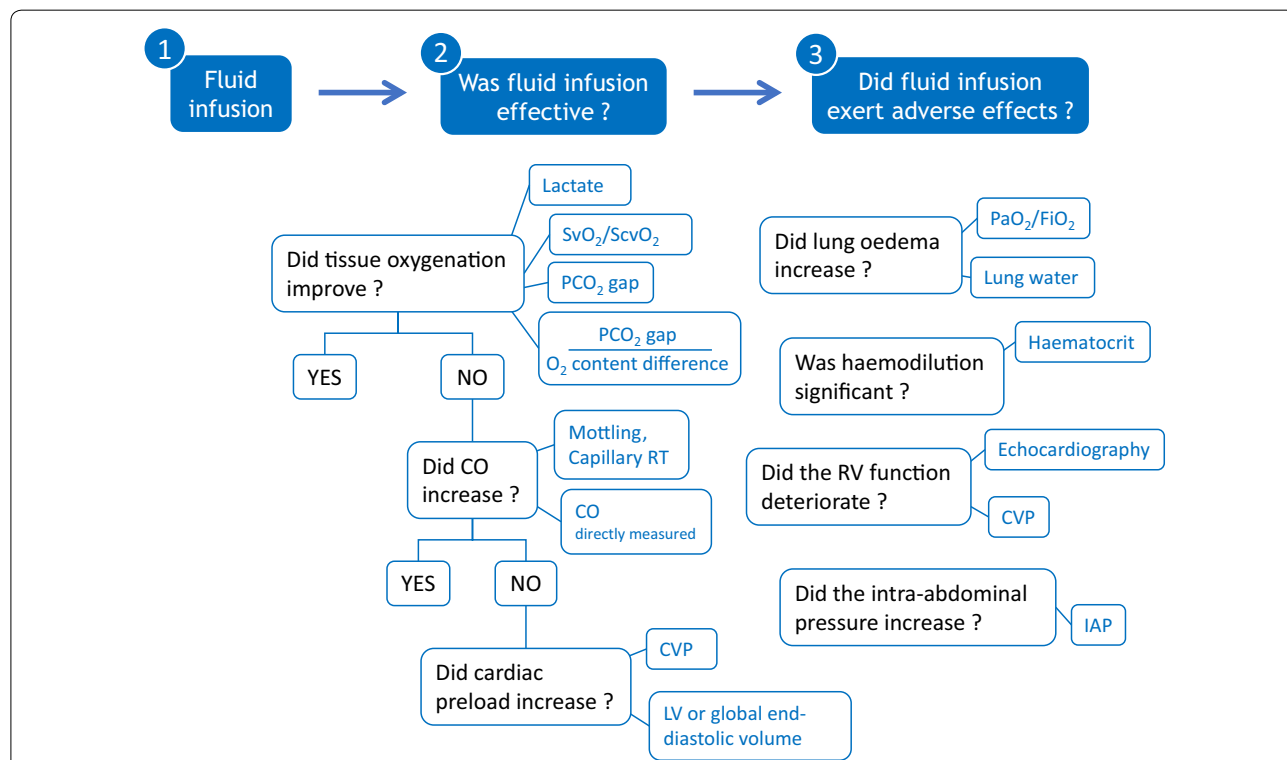 1
Fluid
infusion
2
Was fluid infusion
effective ?
3
Did fluid infusion
exert adverse effects ?
Did tissue oxygenation
improve ?
Lactate
SvO₂/ScvO₂
PCO₂ gap
PCO₂ gap
O₂ content difference
YES
NO
Did CO
increase ?
Mottling,
Capillary RT
CO
directly measured
YES
NO
Did cardiac
preload increase ?
CVP
LV or global end-
diastolic volume
Did lung oedema
increase ?
PaO₂/FiO₂
Lung water
Was haemodilution
significant ?
Haematocrit
Did the RV function
deteriorate ?
Echocardiography
CVP
Did the intra-abdominal
pressure increase ?
IAP